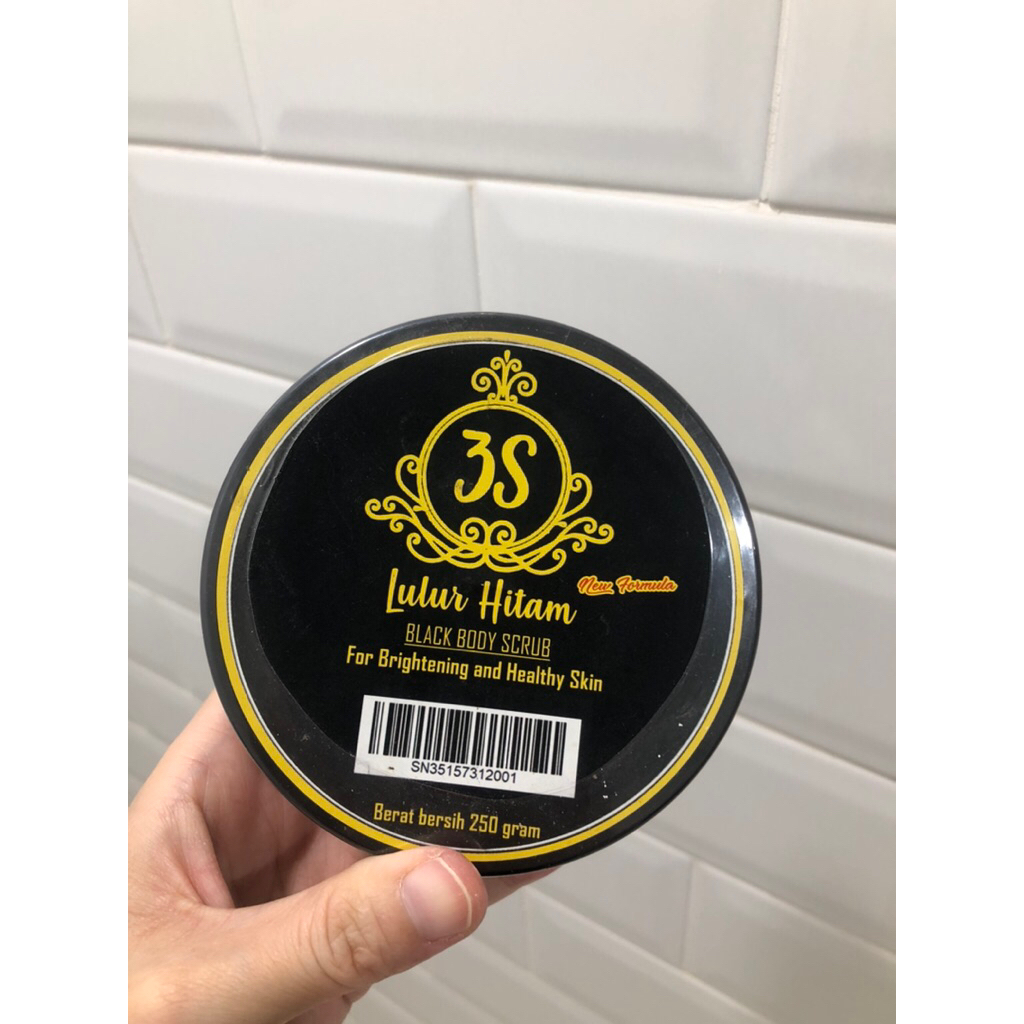 3S
New Formula
Lulur Hitam
BLACK BODY SCRUB
For Brightening and Healthy Skin
SN35157312001
Berat bersih 250 gram